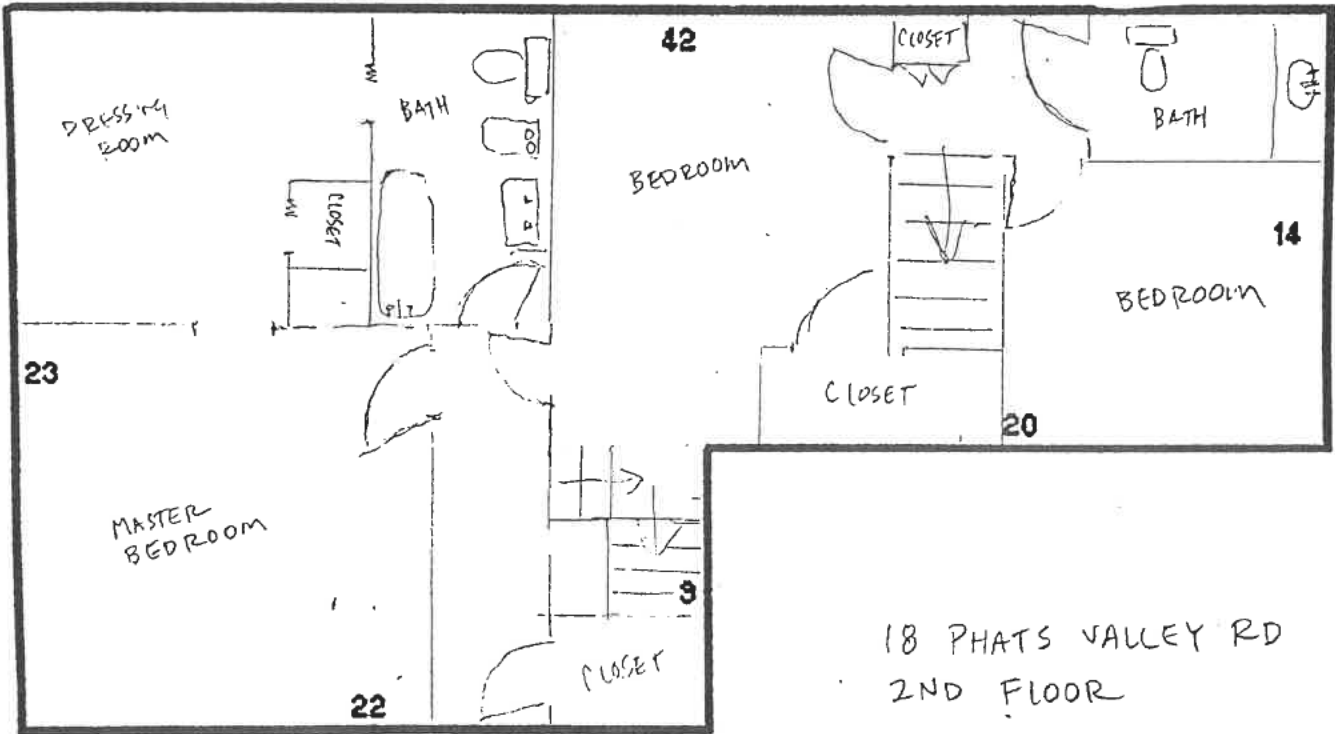 42
CLOSET
DRESSING
ROOM
BATH
BATH
BEDROOM
CLOSET
14
BEDROOM
23
CLOSET
20
MASTER
BEDROOM
9
CLOSET
22
18 PHATS VALLEY RD
2ND FLOOR